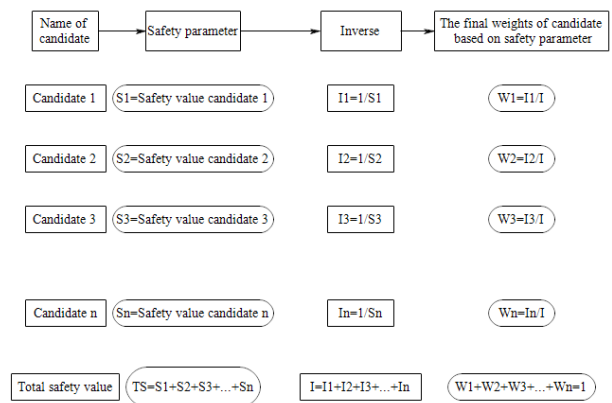 Name of
candidate
Safety parameter
Inverse
The final weights of candidate
based on safety parameter
Candidate 1
S1=Safety value candidate 1
I1=1/S1
W1=I1/I
Candidate 2
S2=Safety value candidate 2
I2=1/S2
W2=I2/I
Candidate 3
S3=Safety value candidate 3
I3=1/S3
W3=I3/I
Candidate n
Sn=Safety value candidate n
In=1/Sn
Wn=In/I
Total safety value
TS=S1+S2+S3+...+Sn
I=I1+I2+I3+...+In
W1+W2+W3+...+Wn=1